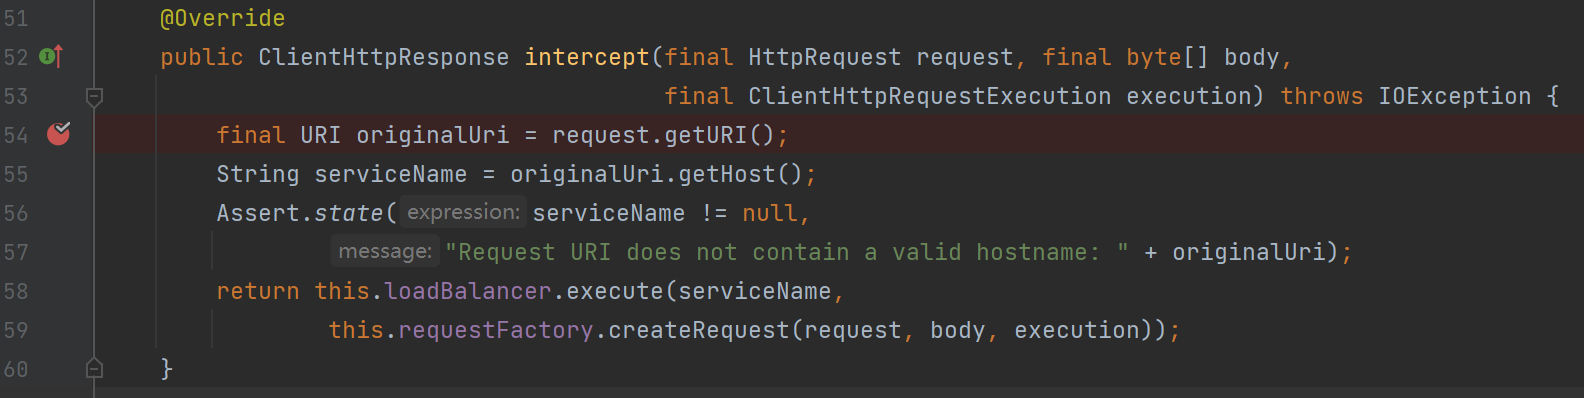 51 @Override
52 public ClientHttpResponse intercept(final HttpRequest request, final byte[] body,
53 final ClientHttpRequestExecution execution) throws IOException {
54 final URI originalUri = request.getURI();
55 String serviceName = originalUri.getHost();
56 Assert.state( expression: serviceName != null,
57 message: "Request URI does not contain a valid hostname: " + originalUri);
58 return this.loadBalancer.execute(serviceName,
59 this.requestFactory.createRequest(request, body, execution));
60 }